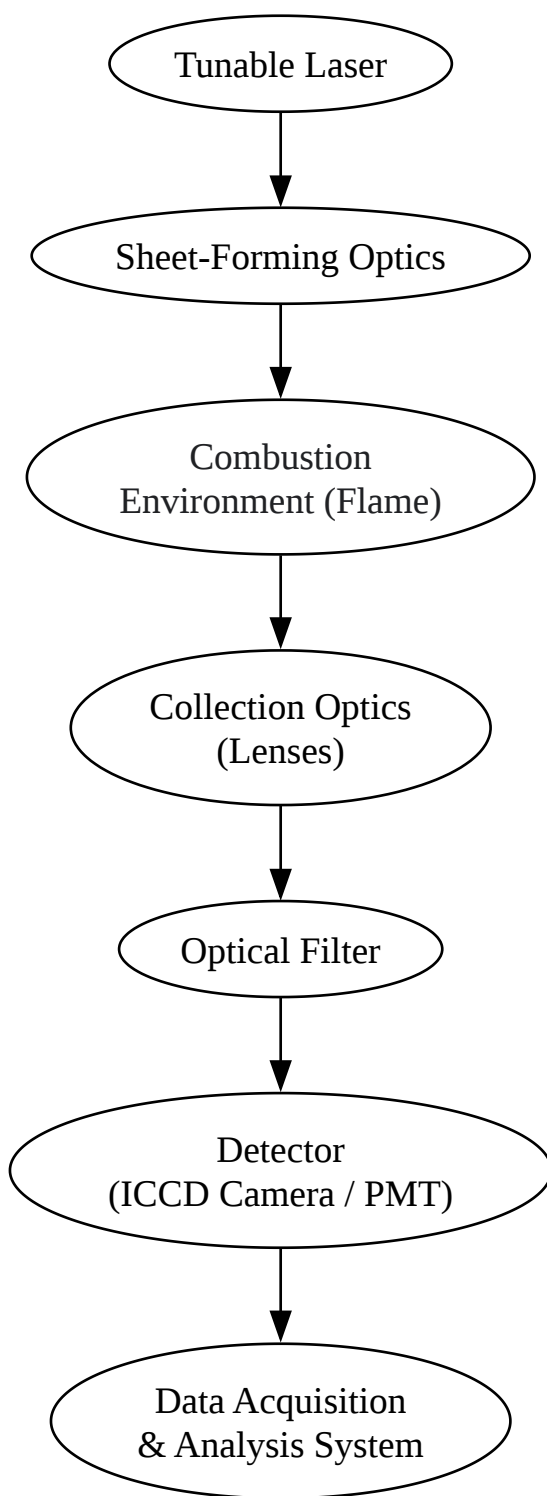 Tunable Laser
Sheet-Forming Optics
Combustion
Environment (Flame)
Collection Optics
(Lenses)
Optical Filter
Detector
(ICCD Camera / PMT)
Data Acquisition
& Analysis System